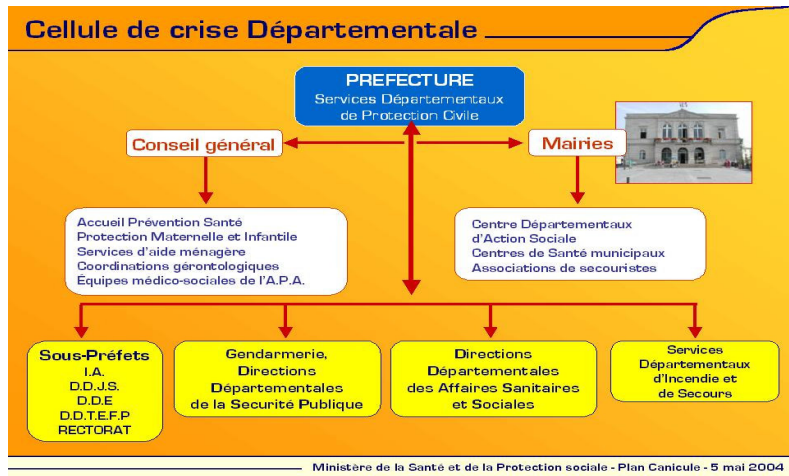 Cellule de crise Départementale
PREFECTURE
Services Départementaux
de Protection Civile
Conseil général
Mairies
Accueil Prévention Santé
Protection Maternelle et Infantile
Services d'aide ménagère
Coordinations gérontologiques
Équipes médico-sociales de l'A.P.A.
Centre Départementaux
d'Action Sociale
Centres de Santé municipaux
Associations de secouristes
Sous-Préfets
I.A.
D.D.J.S.
D.D.E
D.D.T.E.F.P
RECTORAT
Gendarmerie,
Directions
Départementales
de la Securité Publique
Directions
Départementales
des Affaires Sanitaires
et Sociales
Services
Départementaux
d'Incendie et
de Secours
Ministère de la Santé et de la Protection sociale - Plan Canicule - 5 mai 2004